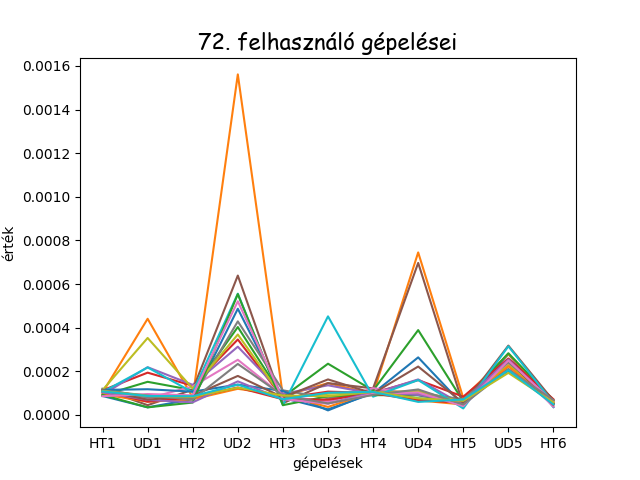 72. felhasználó gépelései
0.0016
0.0014
0.0012
0.0010
0.0008
0.0006
0.0004
0.0002
0.0000
érték
HT1 UD1 HT2 UD2 HT3 UD3 HT4 UD4 HT5 UD5 HT6
gépelések